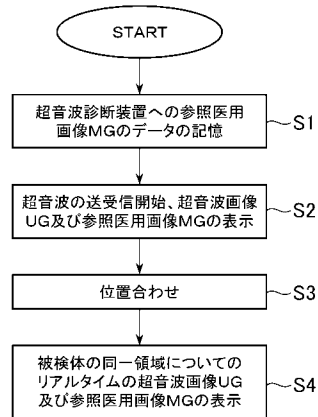 START
超音波診断装置への参照医用
画像MGのデータの記憶
S1
超音波の送受信開始、超音波画像
UG及び参照医用画像MGの表示
S2
位置合わせ
S3
被検体の同一領域についての
リアルタイムの超音波画像UG
及び参照医用画像MGの表示
S4